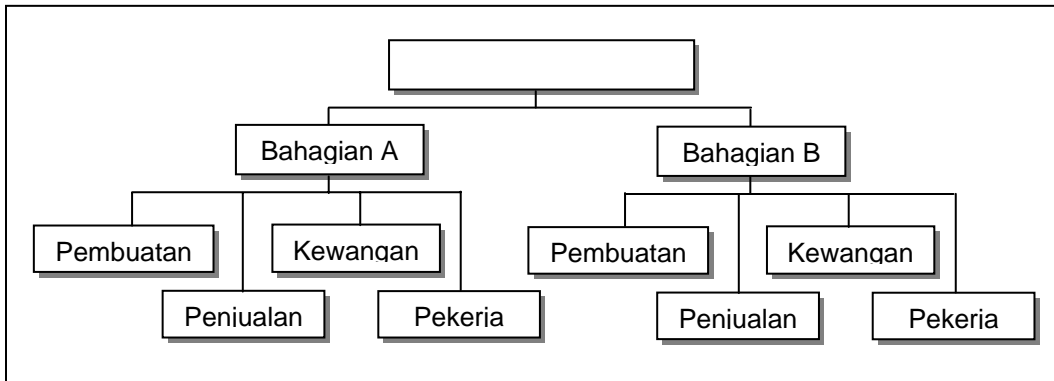 Bahagian A
Bahagian B
Pembuatan
Kewangan
Pembuatan
Kewangan
Penjualan
Pekerja
Penjualan
Pekerja